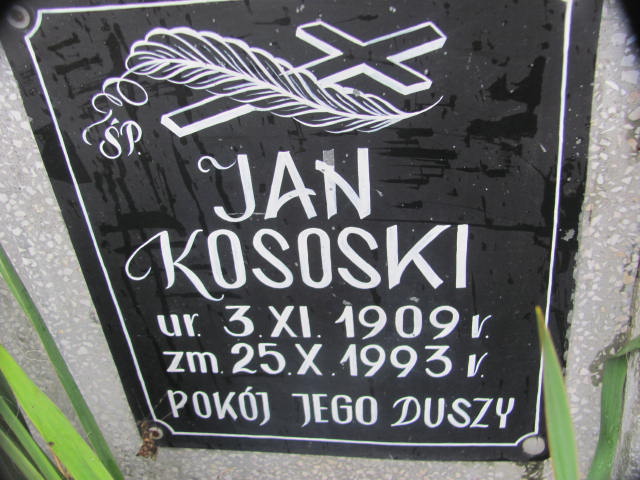 ŚP
JAN
KOSOSKI
ur. 3.XI.1909 r.
zm. 25.X.1993 r.
POKÓJ JEGO DUSZY